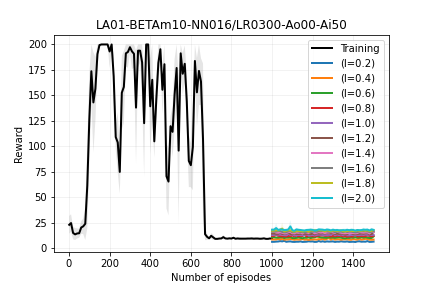 LA01-BETAm10-NN016/LR0300-Ao00-Ai50
Reward
200
175
150
125
100
75
50
25
0
Training
(l=0.2)
(l=0.4)
(l=0.6)
(l=0.8)
(l=1.0)
(l=1.2)
(l=1.4)
(l=1.6)
(l=1.8)
(l=2.0)
0 200 400 600 800 1000 1200 1400
Number of episodes